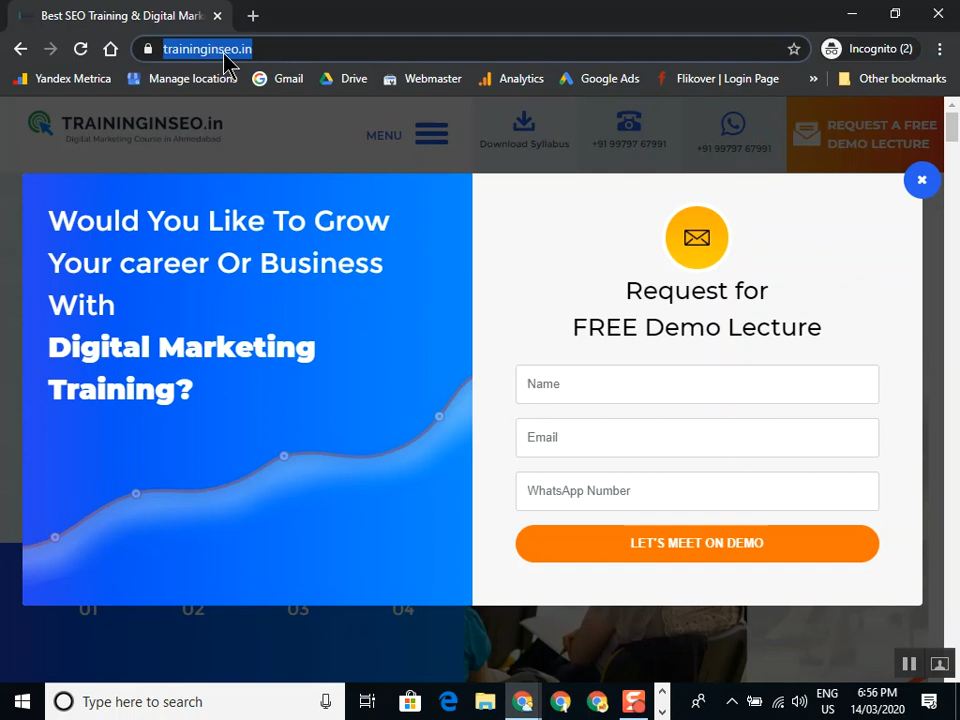 Best SEO Training & Digital Mark
traininginseo.in
Incognito (2)
Yandex Metrica
Manage locations
Gmail
Drive
Webmaster
Analytics
Google Ads
Flikover | Login Page
»
Other bookmarks
TRAININGINSEO.in
Digital Marketing Course in Ahmedabad
MENU
Download Syllabus
+91 99797 67991
+91 99797 67991
REQUEST A FREE
DEMO LECTURE
Would You Like To Grow
Your career Or Business
With
Digital Marketing
Training?
Request for
FREE Demo Lecture
Name
Email
WhatsApp Number
LET'S MEET ON DEMO
01
02
03
04
Type here to search
ENG
US
6:56 PM
14/03/2020